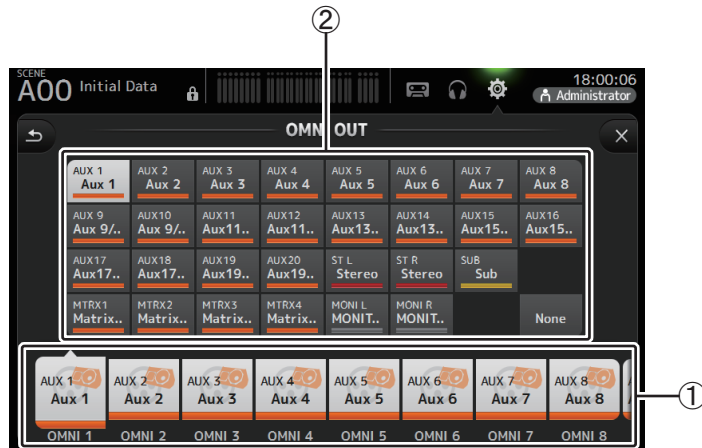 ②
SCENE
A00 Initial Data
18:00:06
Administrator
OMNI OUT
AUX 1 AUX 2 AUX 3 AUX 4 AUX 5 AUX 6 AUX 7 AUX 8
Aux 1 Aux 2 Aux 3 Aux 4 Aux 5 Aux 6 Aux 7 Aux 8
AUX 9 AUX10 AUX11 AUX12 AUX13 AUX14 AUX15 AUX16
Aux 9/.. Aux 9/.. Aux11.. Aux11.. Aux13.. Aux13.. Aux15.. Aux15..
AUX17 AUX18 AUX19 AUX20 ST L ST R SUB
Aux17.. Aux17.. Aux19.. Aux19.. Stereo Stereo Sub
MTRX1 MTRX2 MTRX3 MTRX4 MONI L MONI R
Matrix.. Matrix.. Matrix.. Matrix.. MONIT.. MONIT.. None
AUX 1 AUX 2 AUX 3 AUX 4 AUX 5 AUX 6 AUX 7 AUX 8
Aux 1 Aux 2 Aux 3 Aux 4 Aux 5 Aux 6 Aux 7 Aux 8
①
OMNI 1 OMNI 2 OMNI 3 OMNI 4 OMNI 5 OMNI 6 OMNI 7 OMNI 8